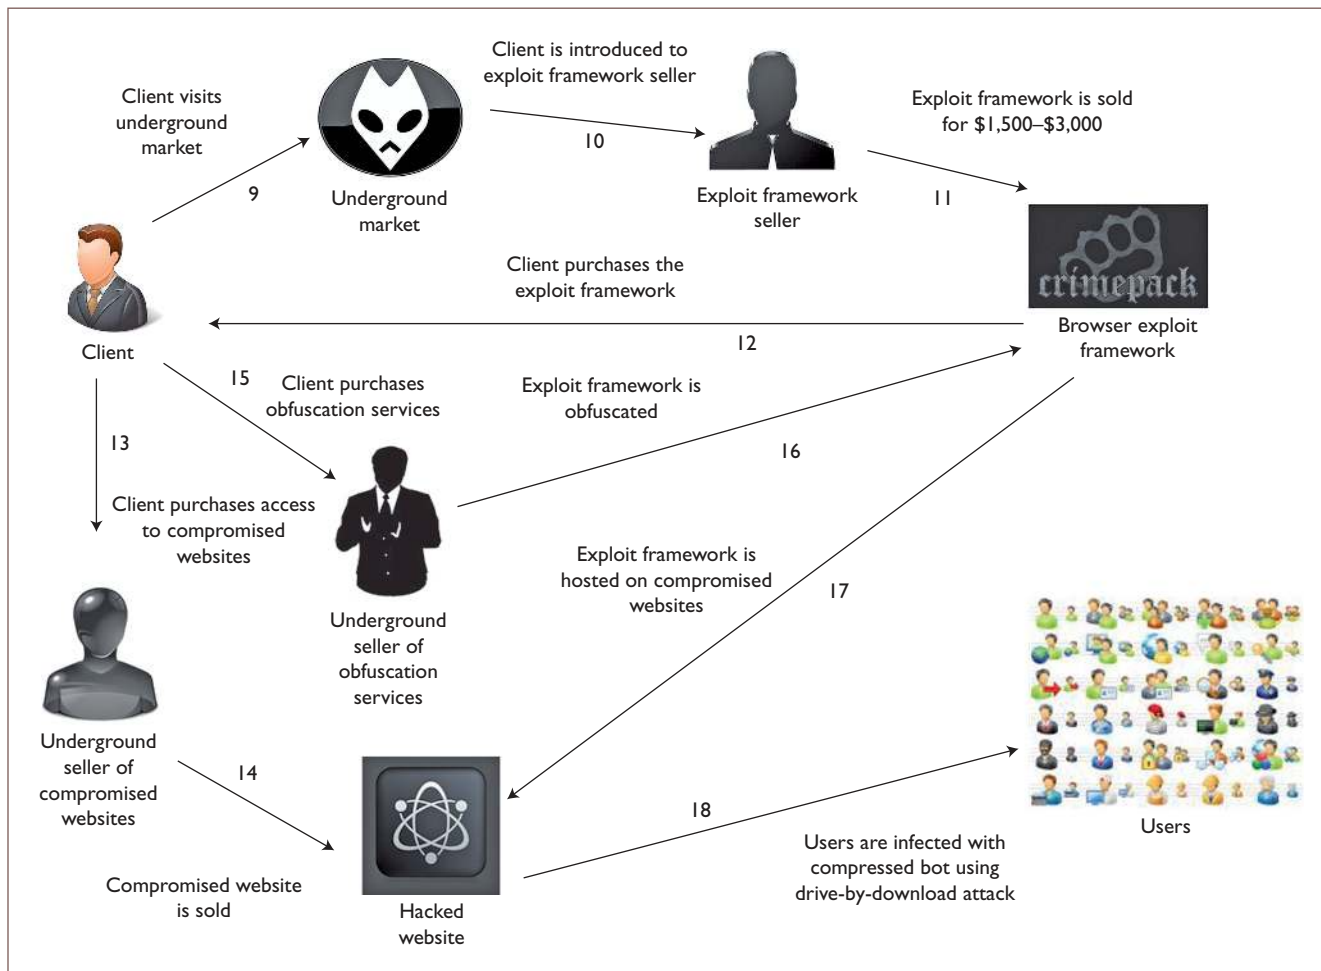 Client visits
underground
market
9
Underground
market
Client is introduced to
exploit framework seller
10
Exploit framework
seller
Exploit framework is sold
for $1,500–$3,000
11
crimepack
Browser exploit
framework
Client purchases the
exploit framework
12
Client
13
Client purchases access
to compromised
websites
15
Client purchases
obfuscation services
Exploit framework is
obfuscated
16
Underground
seller of
obfuscation
services
Exploit framework is
hosted on compromised
websites
17
Underground
seller of
compromised
websites
14
Compromised website
is sold
Hacked
website
18
Users are infected with
compressed bot using
drive-by-download attack
Users